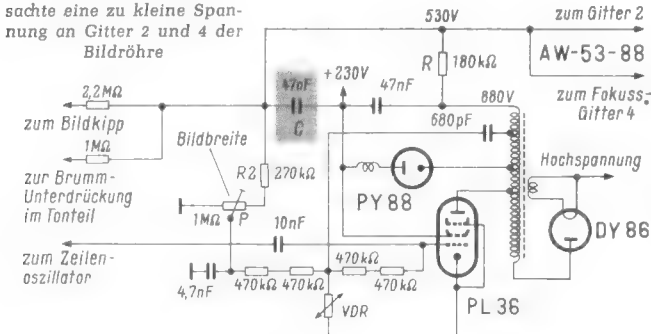 sachte eine zu kleine Span-
nung an Gitter 2 und 4 der
Bildröhre
530V
zum Gitter 2
AW-53-88
zum Fokuss-
Gitter 4
R
180kΩ
+230V
47nF
C
47nF
880V
680pF
2,2MΩ
zum Bildkipp
1MΩ
zur Brumm-
Unterdrückung
im Tonteil
Bildbreite
R2
270kΩ
1MΩ
P
PY 88
Hochspannung
DY 86
10nF
zum Zeilen-
oszillator
4,7nF
470kΩ
470kΩ
470kΩ
470kΩ
VDR
PL 36